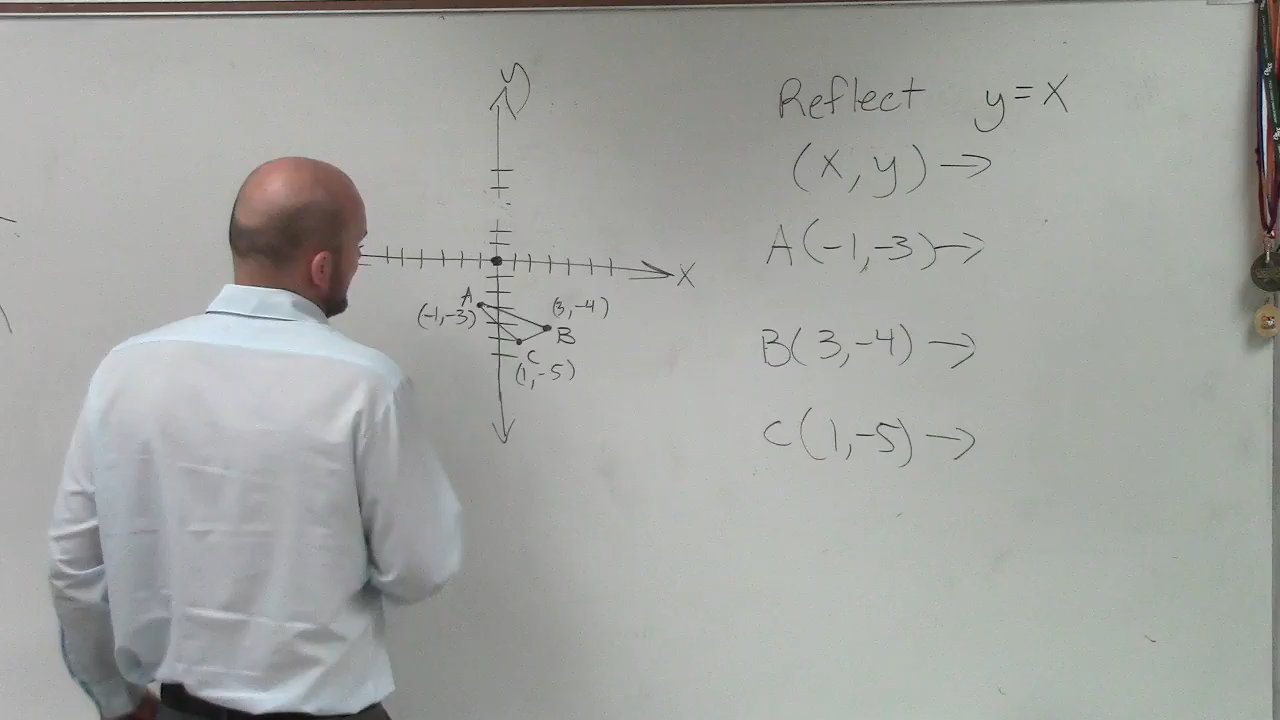 y
x
A
(-1,-3)
(3,-4)
B
C
(1,-5)
Reflect y=x
(x,y)→
A(-1,-3)→
B(3,-4)→
C(1,-5)→